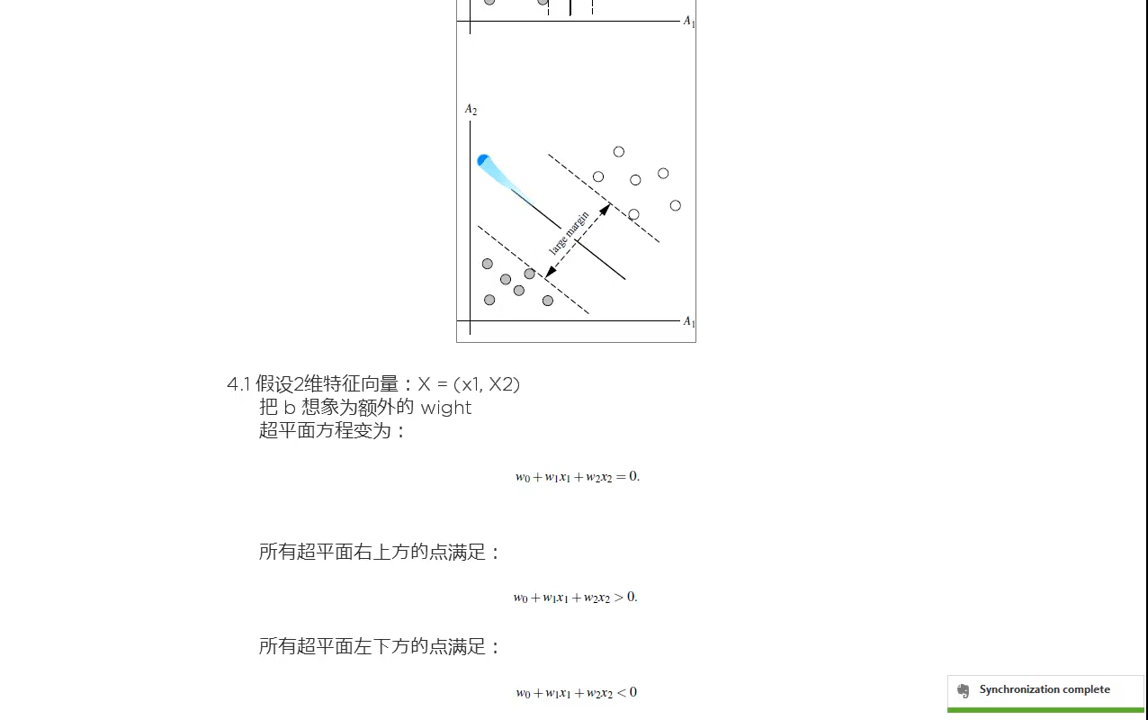 A₁
A₂
large margin
A₁
4.1 假设2维特征向量：X = (x1, X2)
把 b 想象为额外的 wight
超平面方程变为：
w₀ + w₁x₁ + w₂x₂ = 0.
所有超平面右上方的点满足：
w₀ + w₁x₁ + w₂x₂ > 0.
所有超平面左下方的点满足：
w₀ + w₁x₁ + w₂x₂ < 0
Synchronization complete